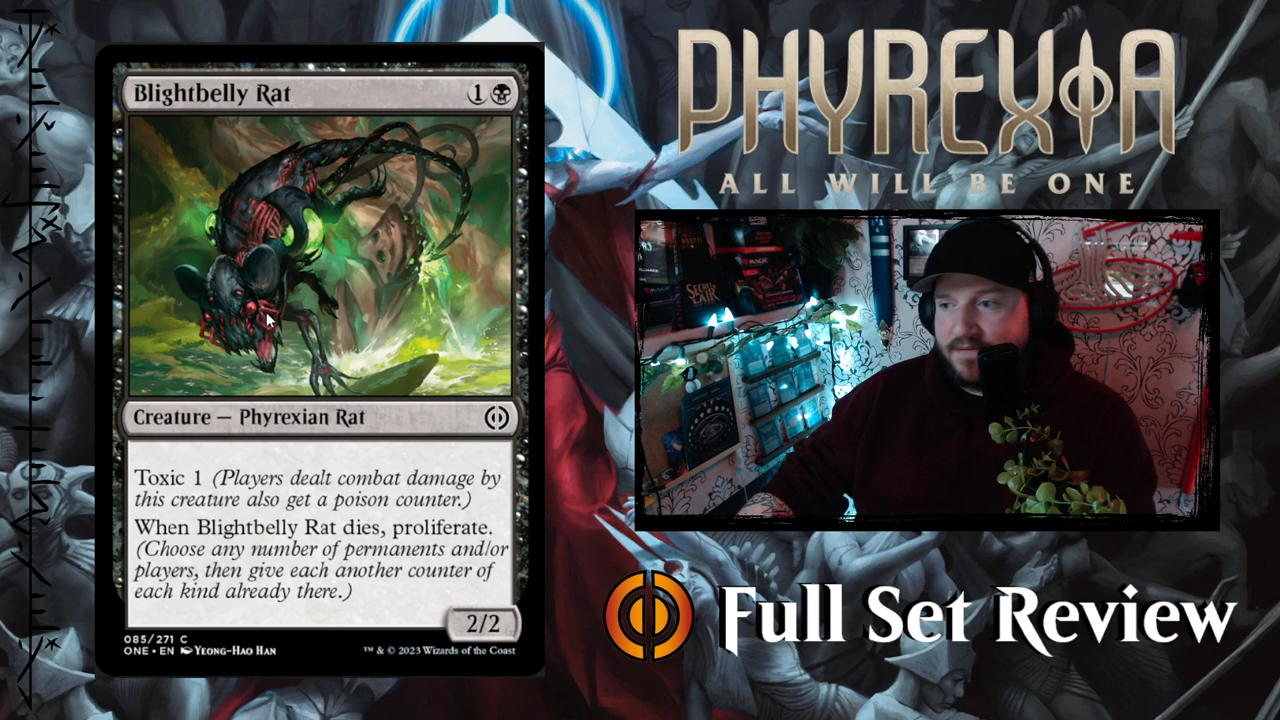 Blightbelly Rat
1
Creature — Phyrexian Rat
Toxic 1 (Players dealt combat damage by
this creature also get a poison counter.)
When Blightbelly Rat dies, proliferate.
(Choose any number of permanents and/or
players, then give each another counter of
each kind already there.)
2/2
085/271 C
ONE • EN Yeong-Hao Han
™ & © 2023 Wizards of the Coast
PHYREXIA
ALL WILL BE ONE
SECRET
LAIR
MAGIC
Full Set Review